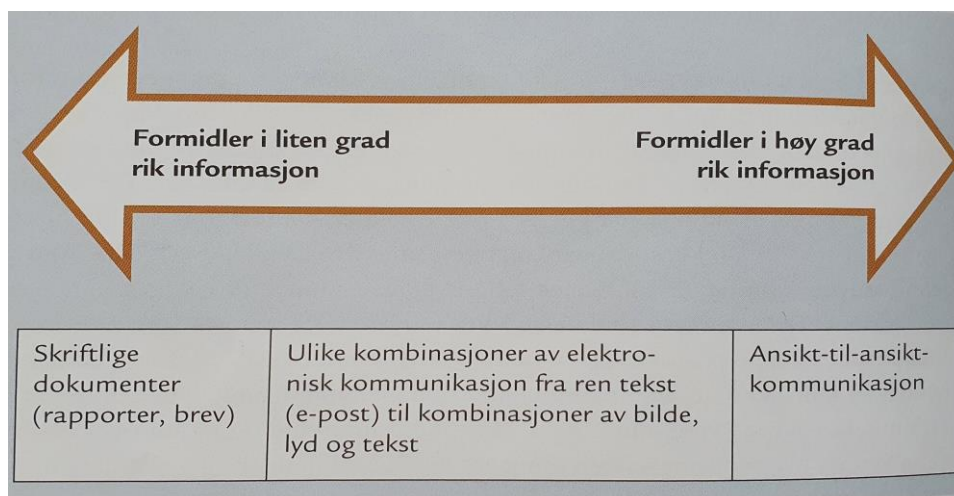 Formidler i liten grad
rik informasjon
Formidler i høy grad
rik informasjon
Skriftlige
dokumenter
(rapporter, brev)
Ulike kombinasjoner av elektro-
nisk kommunikasjon fra ren tekst
(e-post) til kombinasjoner av bilde,
lyd og tekst
Ansikt-til-ansikt-
kommunikasjon